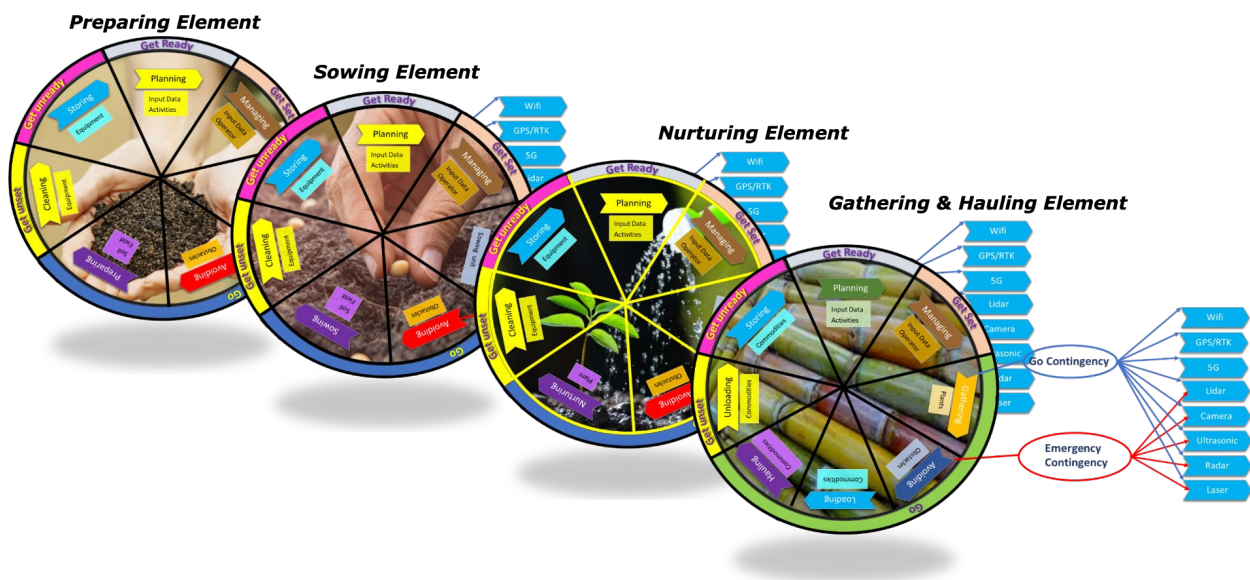 Preparing Element
Get Ready
Get Set
Get unready
Get unset
Go
Planning
Input Data
Activities
Managing
Input Data
Operator
Storing
Equipment
Cleaning
Equipment
Preparing
Soil
Field
Avoiding
Obstacles
Sowing Element
Get Ready
Get Set
Get unready
Get unset
Go
Planning
Input Data
Activities
Managing
Input Data
Operator
Storing
Equipment
Cleaning
Equipment
Sowing
Soil
Field
Avoiding
Obstacles
Sowing unit
Wifi
GPS/RTK
5G
Nurturing Element
Get Ready
Get Set
Get unready
Get unset
Planning
Input Data
Activities
Managing
Input Data
Operator
Storing
Equipment
Cleaning
Equipment
Nurturing
Plant
Avoiding
Obstacles
Wifi
GPS/RTK
5G
Gathering & Hauling Element
Get Ready
Get Set
Get unready
Get unset
Go
Planning
Input Data
Activities
Managing
Input Data
Operator
Storing
Commodities
Unloading
Commodities
Hauling
Commodities
Loading
Commodities
Avoiding
Obstacles
Gathering
Plants
Wifi
GPS/RTK
5G
Lidar
Camera
Go Contingency
Emergency
Contingency
Wifi
GPS/RTK
5G
Lidar
Camera
Ultrasonic
Radar
Laser